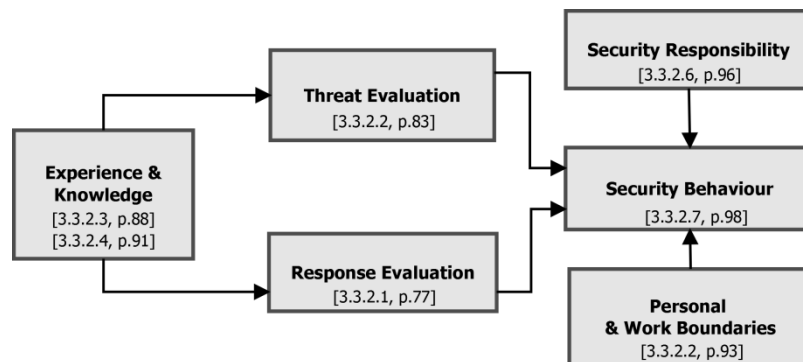 Security Responsibility
[3.3.2.6, p.96]
Threat Evaluation
[3.3.2.2, p.83]
Experience &
Knowledge
[3.3.2.3, p.88]
[3.3.2.4, p.91]
Security Behaviour
[3.3.2.7, p.98]
Response Evaluation
[3.3.2.1, p.77]
Personal
& Work Boundaries
[3.3.2.2, p.93]